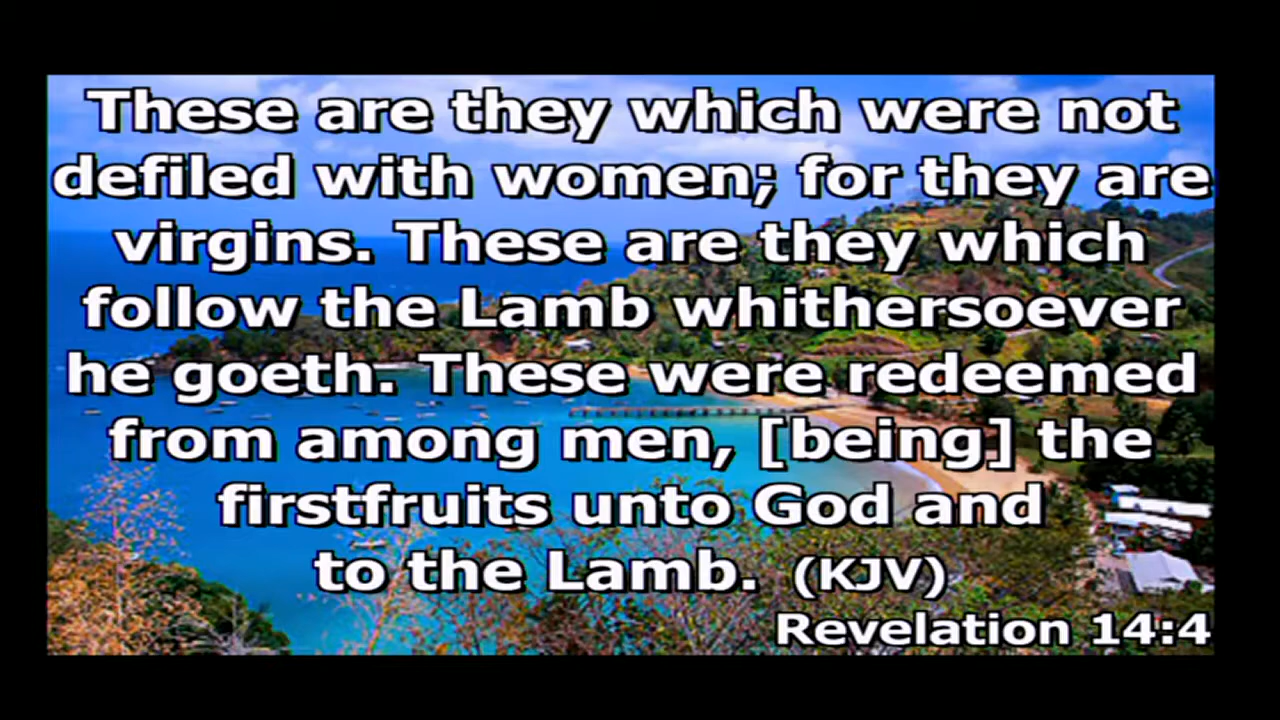 These are they which were not
defiled with women; for they are
virgins. These are they which
follow the Lamb whithersoever
he goeth. These were redeemed
from among men, [being] the
firstfruits unto God and
to the Lamb. (KJV)
Revelation 14:4